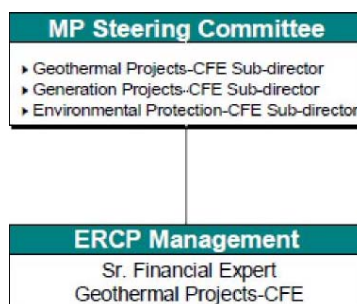 MP Steering Committee
▸ Geothermal Projects-CFE Sub-director
▸ Generation Projects-CFE Sub-director
▸ Environmental Protection-CFE Sub-director
ERCP Management
Sr. Financial Expert
Geothermal Projects-CFE